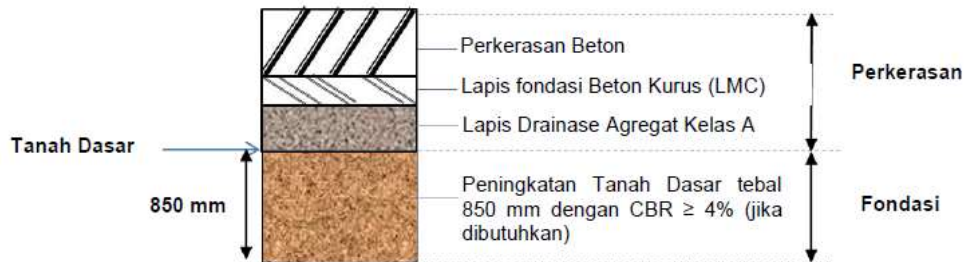 Perkerasan Beton
Lapis fondasi Beton Kurus (LMC)
Lapis Drainase Agregat Kelas A
Perkerasan
Tanah Dasar
850 mm
Peningkatan Tanah Dasar tebal
850 mm dengan CBR ≥ 4% (jika
dibutuhkan)
Fondasi